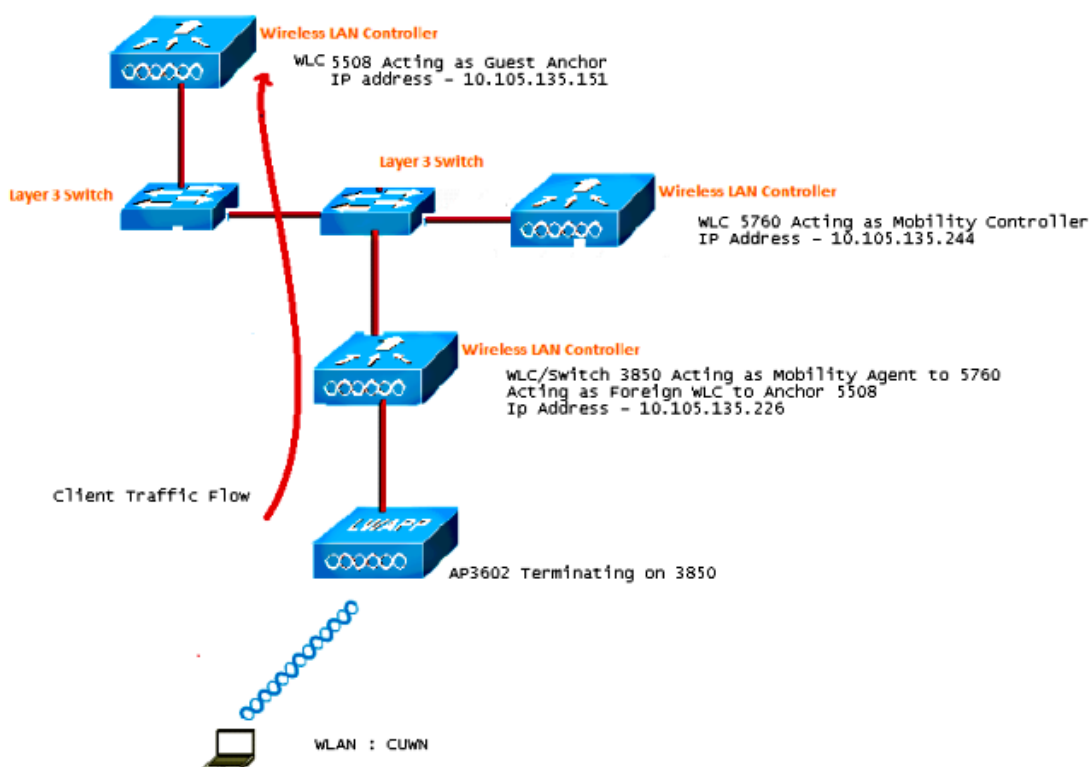 Wireless LAN Controller
WLC 5508 Acting as Guest Anchor
IP address - 10.105.135.151
Layer 3 Switch
Layer 3 Switch
Wireless LAN Controller
WLC 5760 Acting as Mobility Controller
IP Address - 10.105.135.244
Wireless LAN Controller
WLC/Switch 3850 Acting as Mobility Agent to 5760
Acting as Foreign WLC to Anchor 5508
Ip Address - 10.105.135.226
Client Traffic Flow
LWAPP
AP3602 Terminating on 3850
WLAN : CUWN